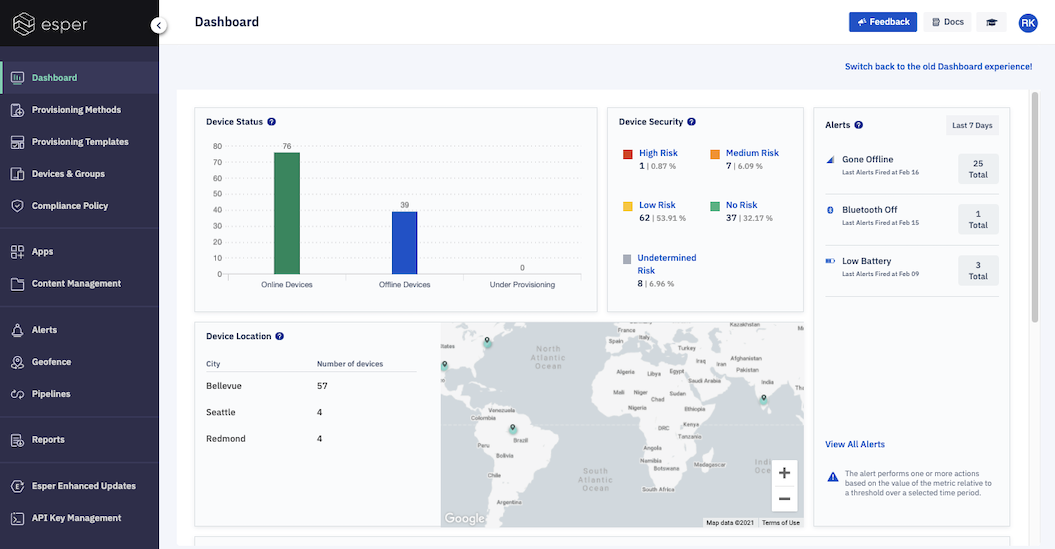 esper
Dashboard
Feedback
Docs
RK
Switch back to the old Dashboard experience!
Dashboard
Provisioning Methods
Provisioning Templates
Devices & Groups
Compliance Policy
Apps
Content Management
Alerts
Geofence
Pipelines
Reports
Esper Enhanced Updates
API Key Management
Device Status ?
80
70
60
50
40
30
20
10
0
76
39
0
Online Devices
Offline Devices
Under Provisioning
Device Security ?
High Risk
1 | 0.87 %
Medium Risk
7 | 6.09 %
Low Risk
62 | 53.91 %
No Risk
37 | 32.17 %
Undetermined
Risk
8 | 6.96 %
Alerts ?
Last 7 Days
Gone Offline
Last Alerts Fired at Feb 16
25
Total
Bluetooth Off
Last Alerts Fired at Feb 15
1
Total
Low Battery
Last Alerts Fired at Feb 09
3
Total
View All Alerts
The alert performs one or more actions
based on the value of the metric relative to
a threshold over a selected time period.
Device Location ?
City Number of devices
Bellevue 57
Seattle 4
Redmond 4
States
North
Atlantic
Ocean
France
Spain
Italy
Kazakhstan
Turkey
Iraq
Iran
Afghanistan
Pakistan
Algeria
Libya
Egypt
Saudi Arabia
India
Tha
Mali
Niger
Chad
Sudan
Nigeria
Ethiopia
Venezuela
Colombia
DRC
Kenya
Tanzania
Peru
Brazil
Angola
Bolivia
Namibia
Botswana
Madagascar
Chile
South
Atlantic
Ocean
South Africa
Ind
Oc
Argentina
+
−
Google
Map data ©2021
Terms of Use